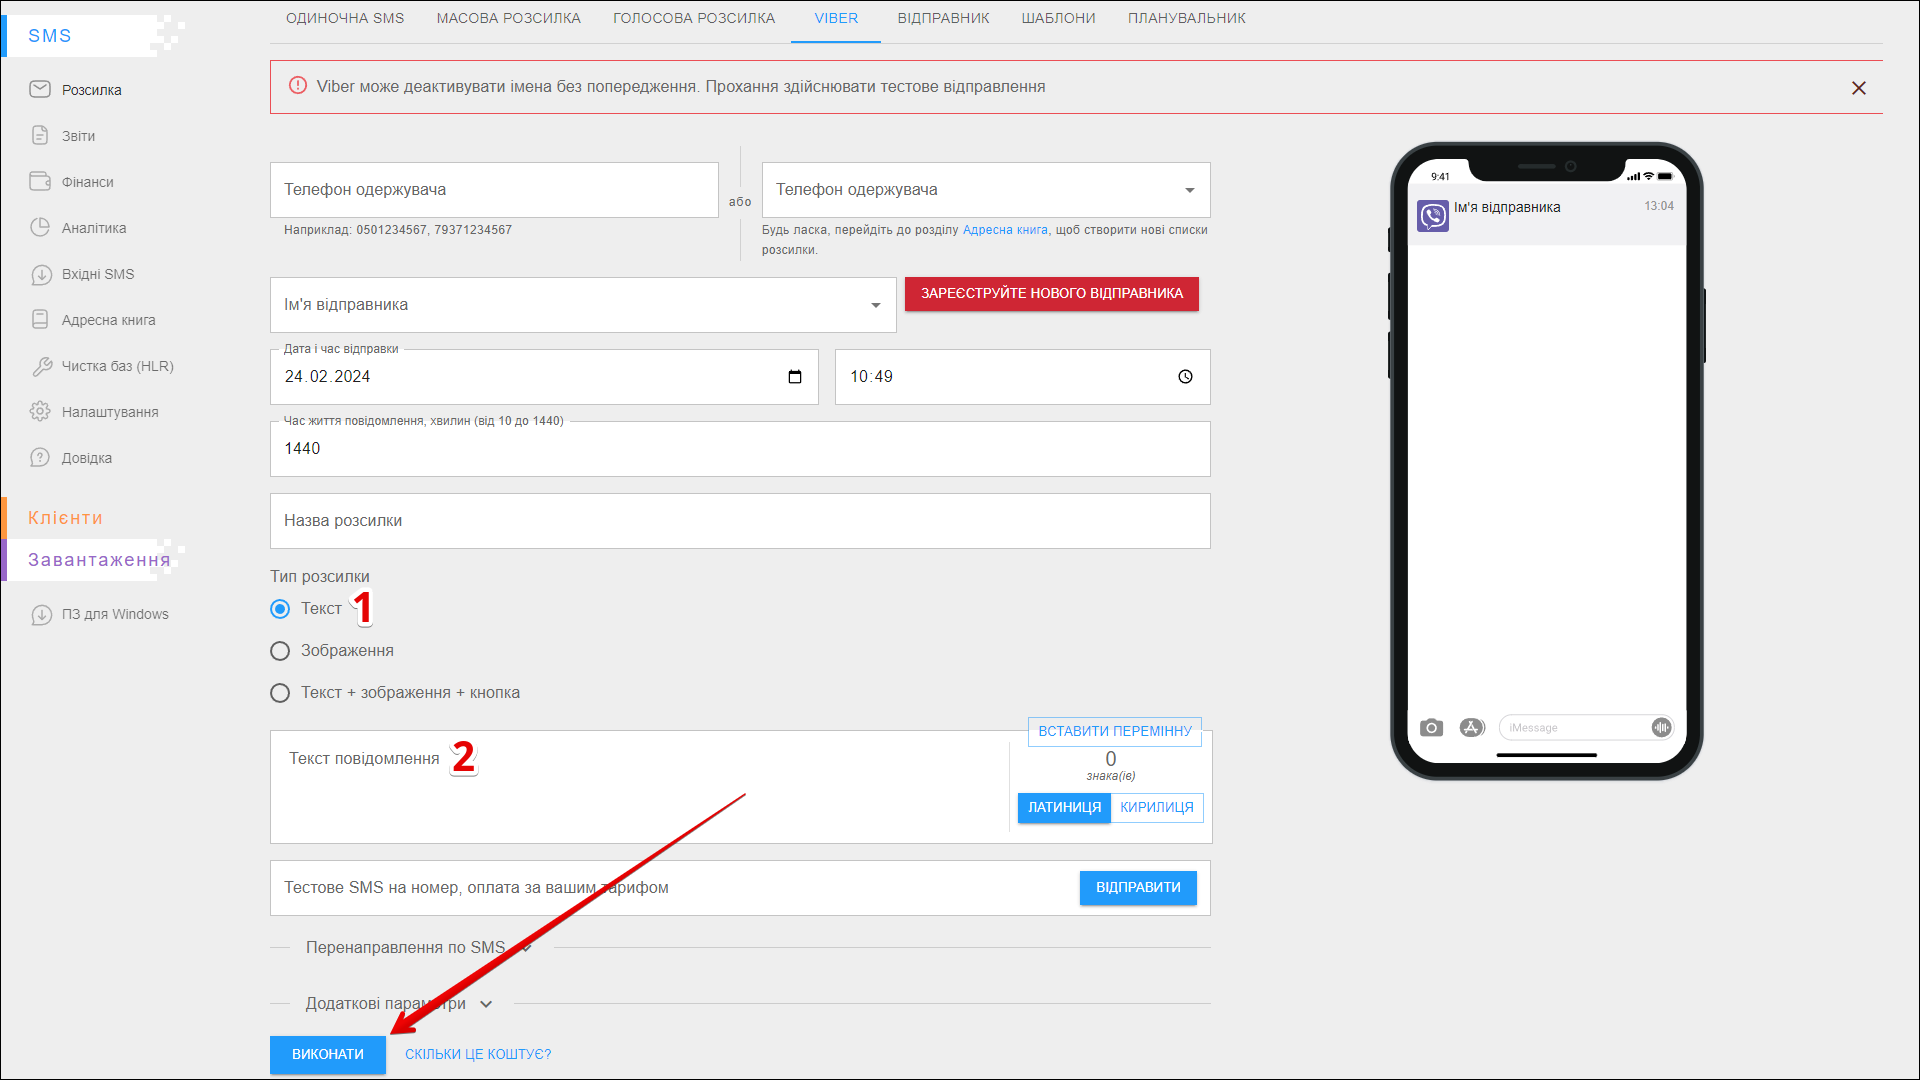 SMS
Розсилка
Звіти
Фінанси
Аналітика
Вхідні SMS
Адресна книга
Чистка баз (HLR)
Налаштування
Довідка
Клієнти
Завантаження
ПЗ для Windows
ОДИНОЧНА SMS МАСОВА РОЗСИЛКА ГОЛОСОВА РОЗСИЛКА VIBER ВІДПРАВНИК ШАБЛОНИ ПЛАНУВАЛЬНИК
Viber може деактивувати імена без попередження. Прохання здійснювати тестове відправлення
Телефон одержувача
Наприклад: 0501234567, 79371234567
або
Телефон одержувача
Будь ласка, перейдіть до розділу Адресна книга, щоб створити нові списки
розсилки.
Ім'я відправника
ЗАРЕЄСТРУЙТЕ НОВОГО ВІДПРАВНИКА
Дата і час відправки
24.02.2024
10:49
Час життя повідомлення, хвилин (від 10 до 1440)
1440
Назва розсилки
Тип розсилки
Текст 1
Зображення
Текст + зображення + кнопка
Текст повідомлення 2
ВСТАВИТИ ПЕРЕМІННУ
0
знака(ів)
ЛАТИНИЦЯ КИРИЛИЦЯ
Тестове SMS на номер, оплата за вашим тарифом
ВІДПРАВИТИ
Перенаправлення по SMS
Додаткові параметри
ВИКОНАТИ СКІЛЬКИ ЦЕ КОШТУЄ?
9:41
Ім'я відправника 13:04
iMessage